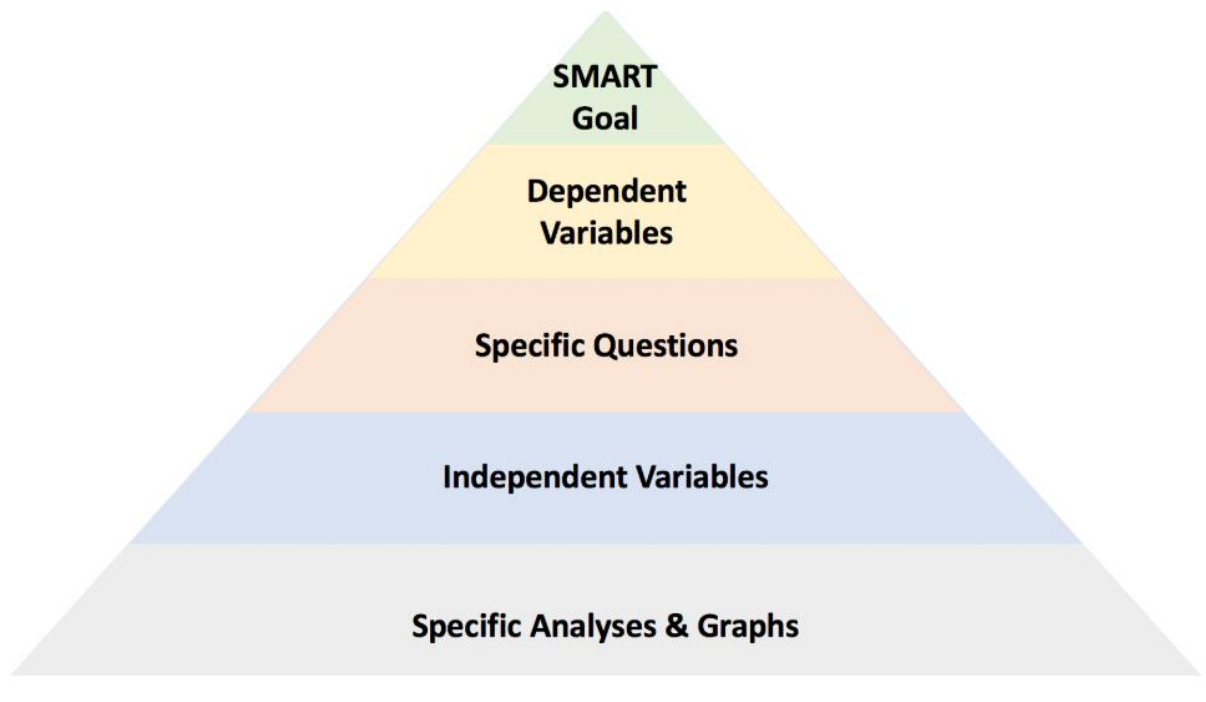 SMART
Goal
Dependent
Variables
Specific Questions
Independent Variables
Specific Analyses & Graphs